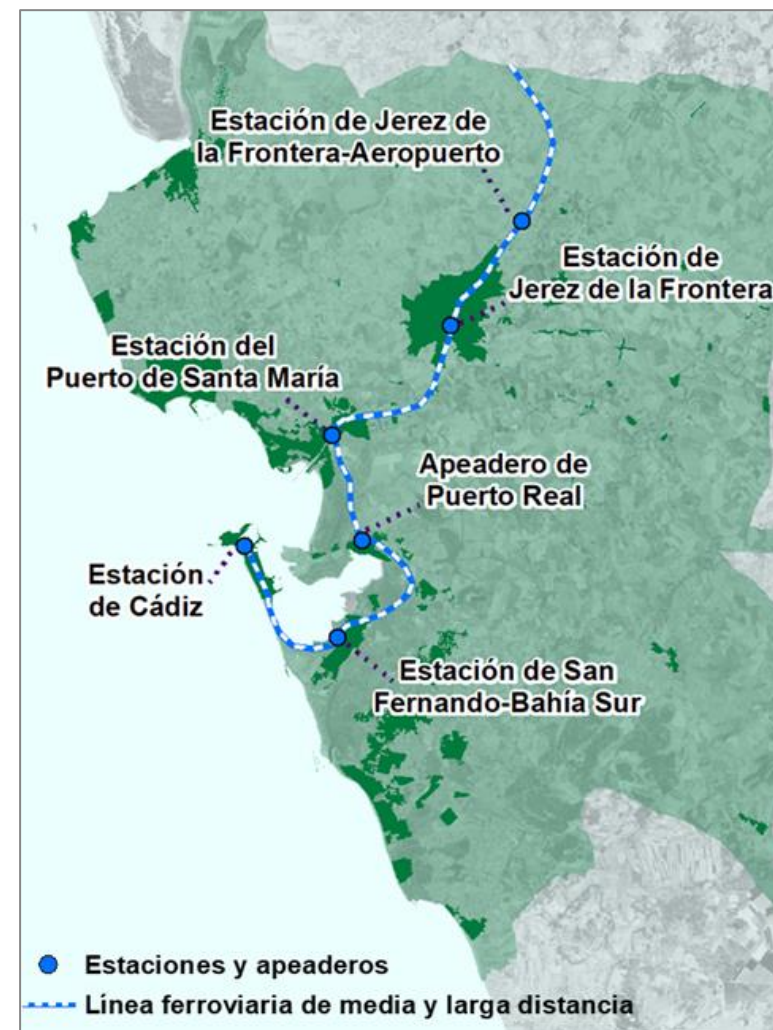 Estación de Jerez de
la Frontera-Aeropuerto
Estación de
Jerez de la Frontera
Estación del
Puerto de Santa María
Apeadero de
Puerto Real
Estación
de Cádiz
Estación de San
Fernando-Bahía Sur
Estaciones y apeaderos
Línea ferroviaria de media y larga distancia